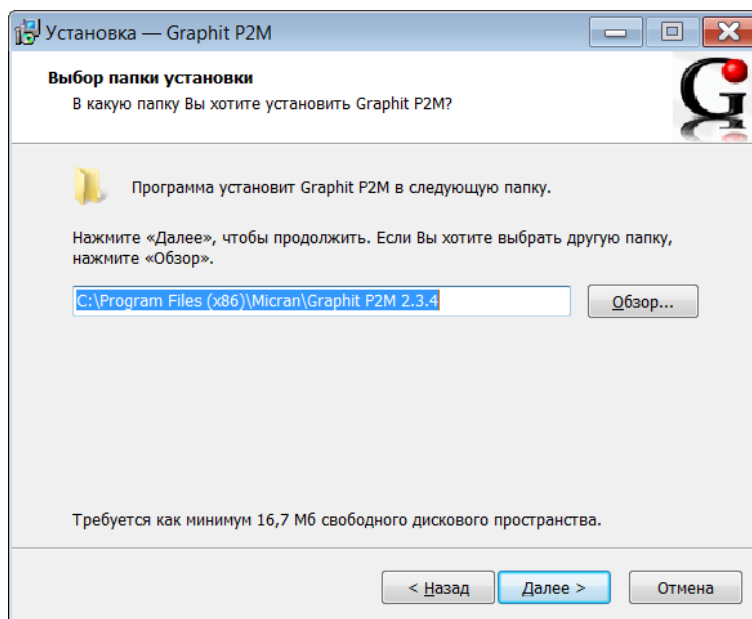 Установка — Graphit P2M
Выбор папки установки
В какую папку Вы хотите установить Graphit P2M?
Программа установит Graphit P2M в следующую папку.
Нажмите «Далее», чтобы продолжить. Если Вы хотите выбрать другую папку,
нажмите «Обзор».
C:\Program Files (x86)\Micran\Graphit P2M 2.3.4
Обзор...
Требуется как минимум 16,7 Мб свободного дискового пространства.
< Назад
Далее >
Отмена